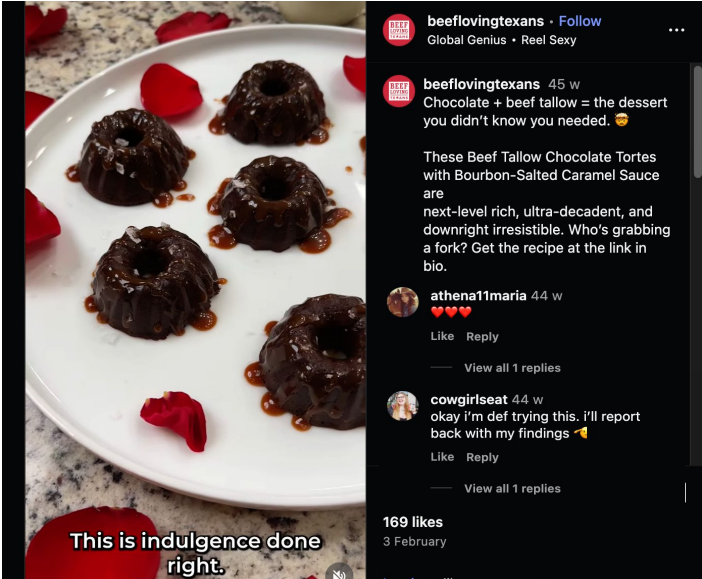 beeflovingtexans • Follow
Global Genius • Reel Sexy
beeflovingtexans 45 w
Chocolate + beef tallow = the dessert
you didn’t know you needed. 🤯
These Beef Tallow Chocolate Tortes
with Bourbon-Salted Caramel Sauce
are
next-level rich, ultra-decadent, and
downright irresistible. Who’s grabbing
a fork? Get the recipe at the link in
bio.
athena11maria 44 w
❤️❤️❤️
Like Reply
View all 1 replies
cowgirlseat 44 w
okay i’m def trying this. i’ll report
back with my findings 🫡
Like Reply
View all 1 replies
169 likes
3 February
This is indulgence done
right.